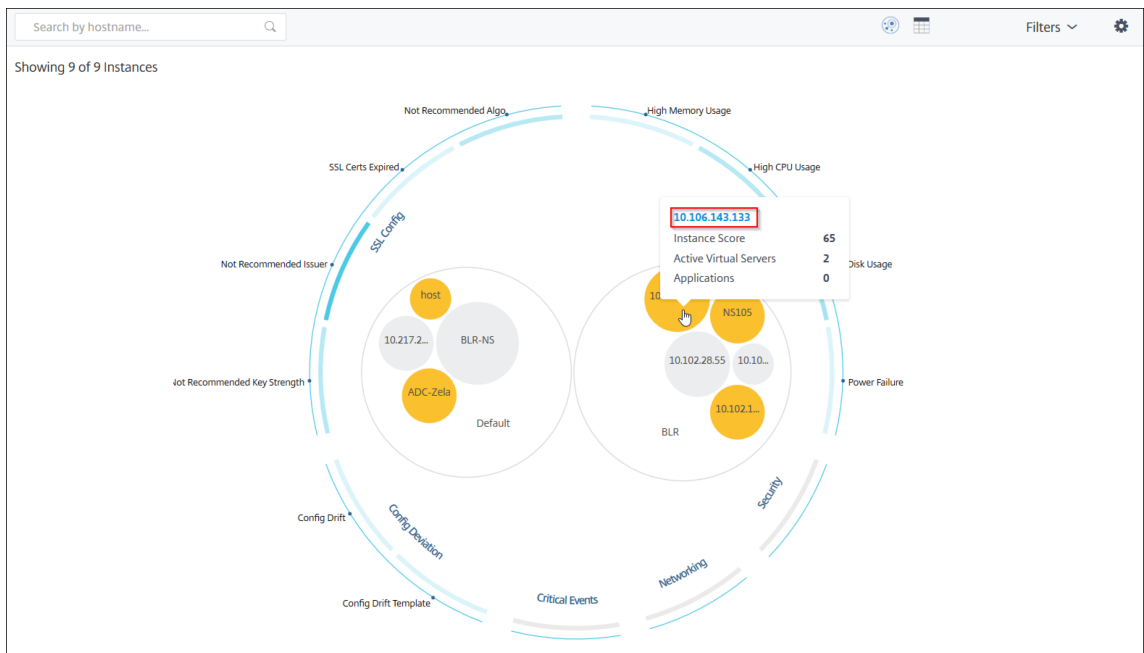 Search by hostname...
Filters
Showing 9 of 9 Instances
Not Recommended Algo
High Memory Usage
SSL Certs Expired
High CPU Usage
SSL Config
10.106.143.133
Instance Score 65
Active Virtual Servers 2
Applications 0
Not Recommended Issuer
Disk Usage
host
10
NS105
10.217.2...
BLR-NS
10.102.28.55
10.10...
Not Recommended Key Strength
Power Failure
ADC-Zela
10.102.1...
Default
BLR
Security
Config Drift
Config Deviation
Networking
Critical Events
Config Drift Template